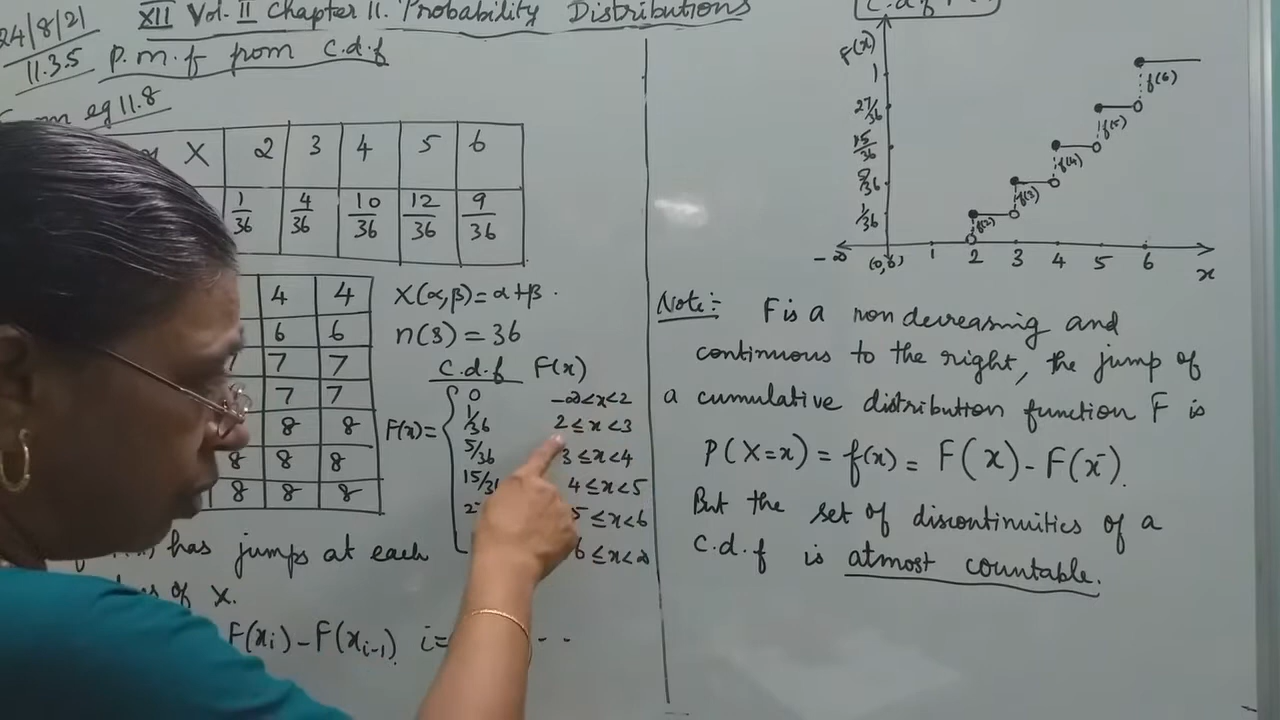 24/8/21
XII Vol. II Chapter 11. Probability Distributions
11.3.5 P.m.f from C.d.f
eg 11.8
X 2 3 4 5 6
1/36 4/36 10/36 12/36 9/36
4 4
6 6
7 7 7
7 7
8 8
8 8 8
8 8 8
X(α,β)=α+β.
n(S) = 36
C.d.f F(x)
F(x)= { 0 -∞<x<2
1/36 2≤x<3
5/36 3≤x<4
15/36 4≤x<5
5≤x<6
6≤x<∞
has jumps at each
of X.
F(xi)-F(xi-1) i=
C.d.f
F(x)
1
27/36
15/36
1/36
f(2) f(3) f(4) f(5) f(6)
-∞ (0,0) 1 2 3 4 5 6 x
Note:- F is a non decreasing and
continuous to the right, the jump of
a cumulative distribution function F is
P(X=x) = f(x) = F(x)-F(x⁻).
But the set of discontinuities of a
C.d.f is atmost countable.